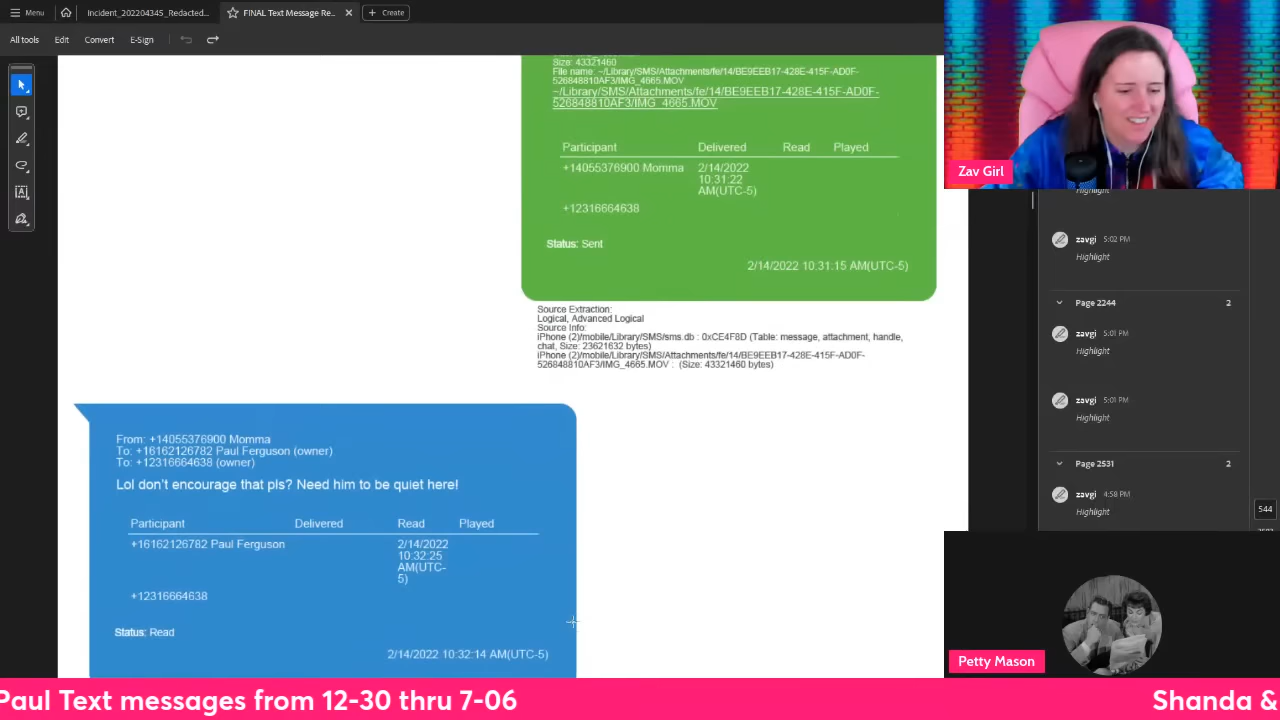 Menu
Incident_202204345_Redacted...
FINAL Text Message Re...
Create
All tools
Edit
Convert
E-Sign
Size: 43321460
File name: ~/Library/SMS/Attachments/fe/14/BE9EEB17-428E-415F-AD0F-
526848810AF3/IMG_4665.MOV
~/Library/SMS/Attachments/fe/14/BE9EEB17-428E-415F-AD0F-
526848810AF3/IMG_4665.MOV
Participant Delivered Read Played
+14055376900 Momma 2/14/2022
10:31:22
AM(UTC-5)
+12316664638
Status: Sent
2/14/2022 10:31:15 AM(UTC-5)
Source Extraction:
Logical, Advanced Logical
Source Info:
iPhone (2)/mobile/Library/SMS/sms.db : 0xCE4F8D (Table: message, attachment, handle,
chat, Size: 23621632 bytes)
iPhone (2)/mobile/Library/SMS/Attachments/fe/14/BE9EEB17-428E-415F-AD0F-
526848810AF3/IMG_4665.MOV : (Size: 43321460 bytes)
From: +14055376900 Momma
To: +16162126782 Paul Ferguson (owner)
To: +12316664638 (owner)
Lol don't encourage that pls? Need him to be quiet here!
Participant Delivered Read Played
+16162126782 Paul Ferguson 2/14/2022
10:32:25
AM(UTC-
5)
+12316664638
Status: Read
2/14/2022 10:32:14 AM(UTC-5)
Zav Girl
Highlight
zavgi 5:02 PM
Highlight
Page 2244 2
zavgi 5:01 PM
Highlight
zavgi 5:01 PM
Highlight
Page 2531 2
zavgi 4:58 PM
Highlight
544
Petty Mason
Paul Text messages from 12-30 thru 7-06
Shanda &